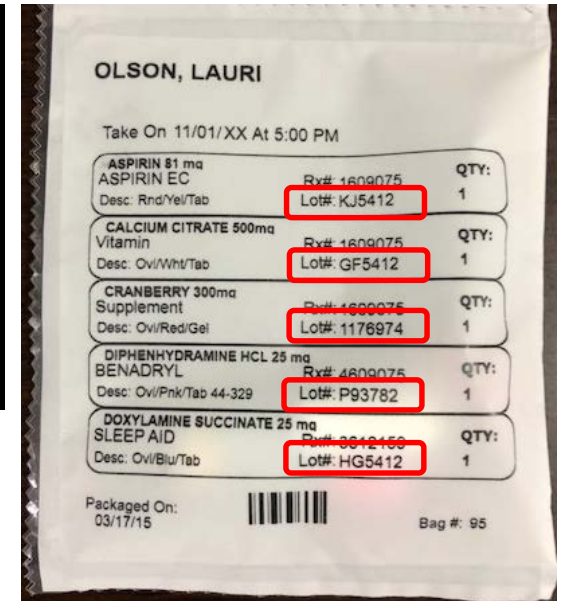 OLSON, LAURI
Take On 11/01/XX At 5:00 PM
ASPIRIN 81 mg
ASPIRIN EC Rx#: 1609075 QTY:
Desc: Rnd/Yel/Tab Lot#: KJ5412 1
CALCIUM CITRATE 500mg
Vitamin Rx#: 1609075 QTY:
Desc: Ovl/Wht/Tab Lot#: GF5412 1
CRANBERRY 300mg
Supplement QTY:
Desc: Ovl/Red/Gel Lot#: 1176974 1
DIPHENHYDRAMINE HCL 25 mg
BENADRYL Rx#: 4609075 QTY:
Desc: Ovl/Pnk/Tab 44-329 Lot#: P93782 1
DOXYLAMINE SUCCINATE 25 mg
SLEEP AID QTY:
Desc: Ovl/Blu/Tab Lot#: HG5412 1
Packaged On:
03/17/15 Bag #: 95